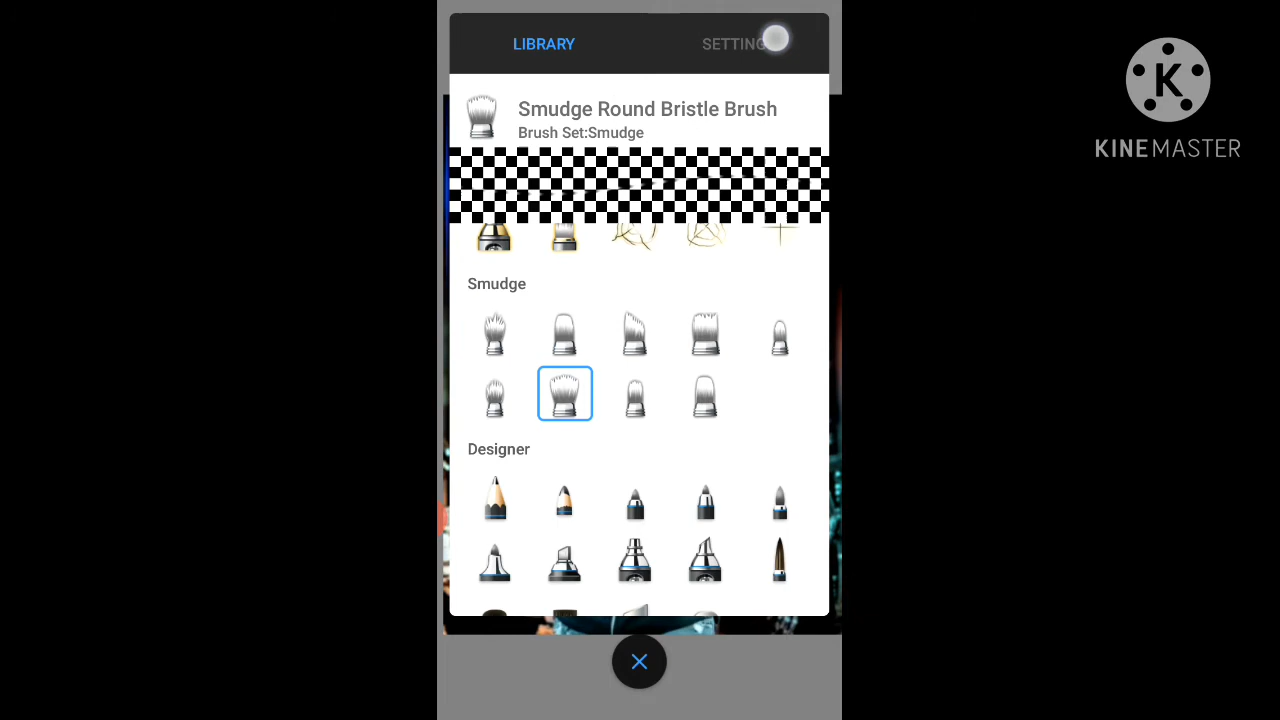 LIBRARY
SETTING
Smudge Round Bristle Brush
Brush Set:Smudge
Smudge
Designer
KINEMASTER